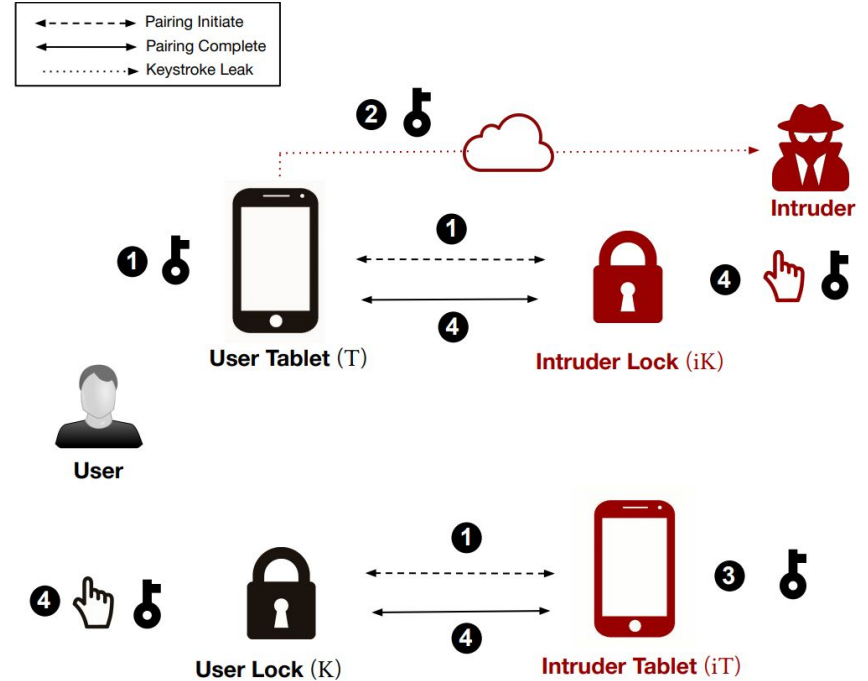 Pairing Initiate
Pairing Complete
Keystroke Leak
2
Intruder
1
1
4
4
User Tablet (T)
Intruder Lock (iK)
User
1
4
3
4
User Lock (K)
Intruder Tablet (iT)